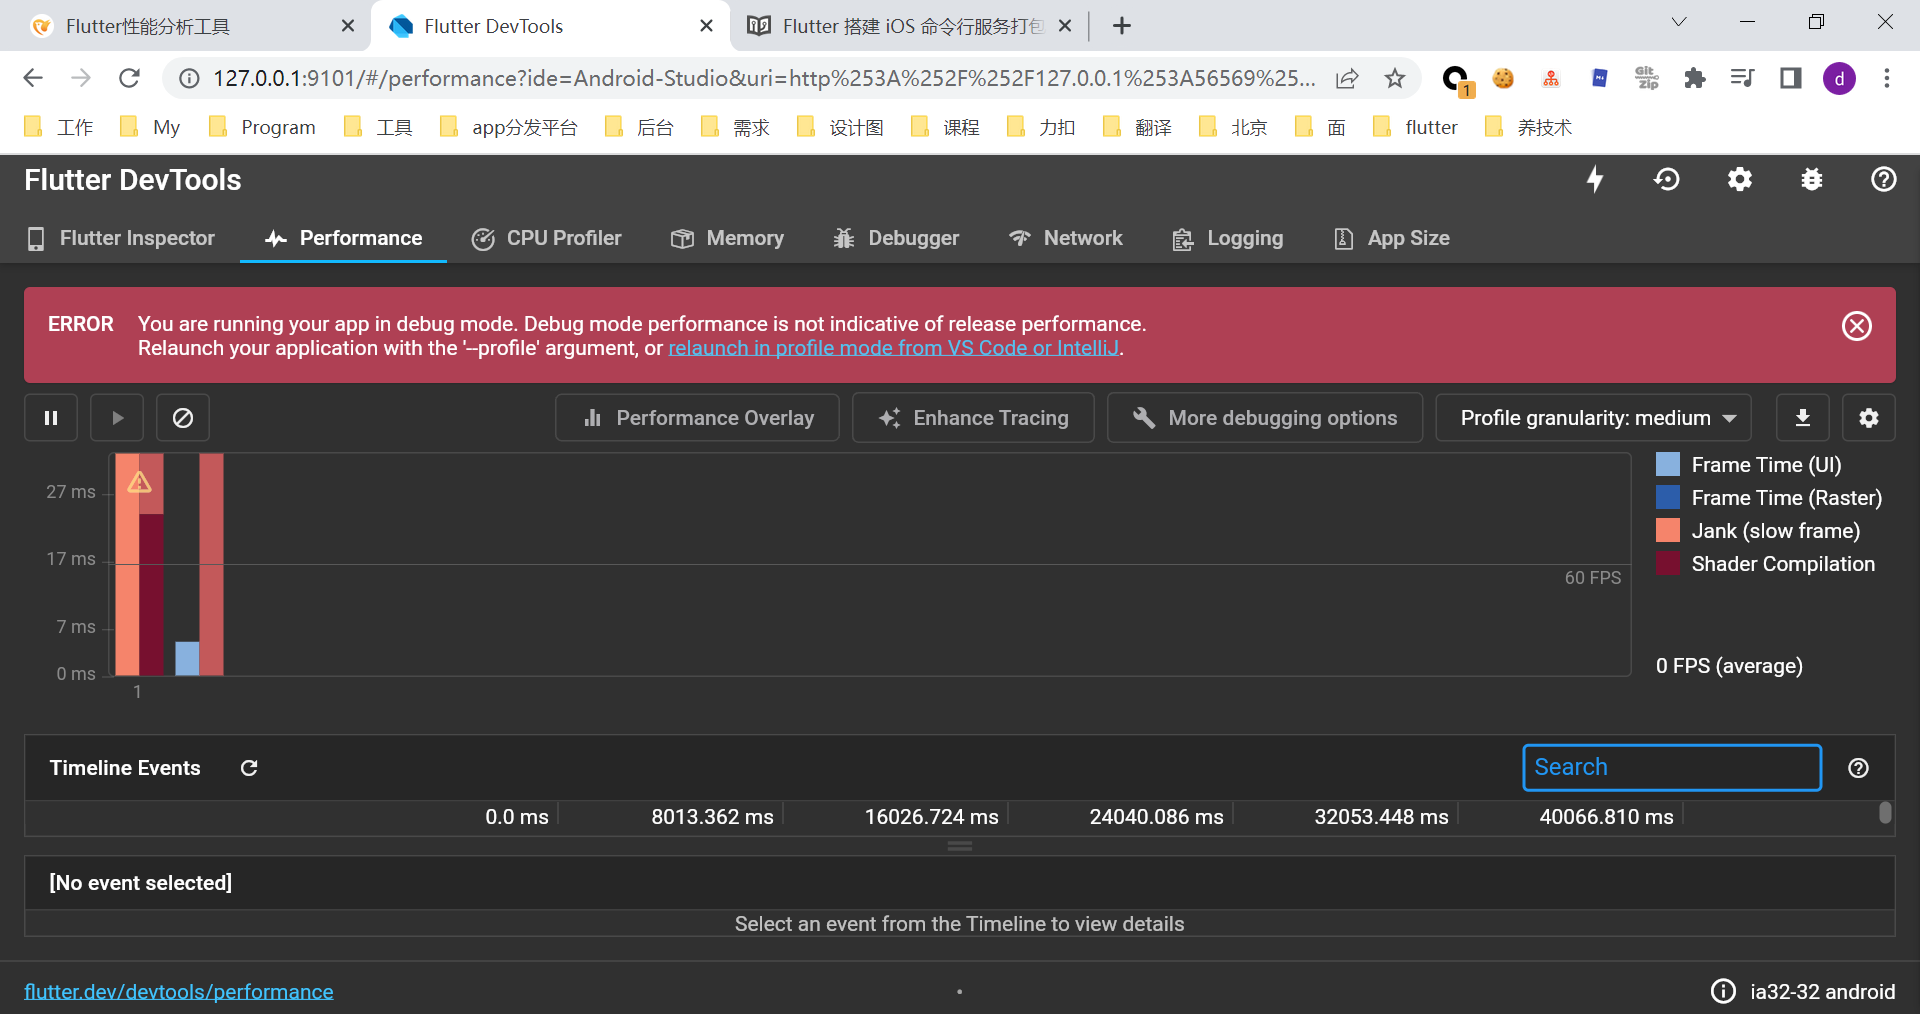 Flutter性能分析工具
Flutter DevTools
Flutter 搭建 iOS 命令行服务打包
127.0.0.1:9101/#/performance?ide=Android-Studio&uri=http%253A%252F%252F127.0.0.1%253A56569%25...
1
Git
zip
d
工作
My
Program
工具
app分发平台
后台
需求
设计图
课程
力扣
翻译
北京
面
flutter
养技术
Flutter DevTools
Flutter Inspector
Performance
CPU Profiler
Memory
Debugger
Network
Logging
App Size
ERROR
You are running your app in debug mode. Debug mode performance is not indicative of release performance.
Relaunch your application with the '--profile' argument, or relaunch in profile mode from VS Code or IntelliJ.
Performance Overlay
Enhance Tracing
More debugging options
Profile granularity: medium
27 ms
17 ms
7 ms
0 ms
1
60 FPS
Frame Time (UI)
Frame Time (Raster)
Jank (slow frame)
Shader Compilation
0 FPS (average)
Timeline Events
Search
0.0 ms
8013.362 ms
16026.724 ms
24040.086 ms
32053.448 ms
40066.810 ms
[No event selected]
Select an event from the Timeline to view details
flutter.dev/devtools/performance
•
ia32-32 android